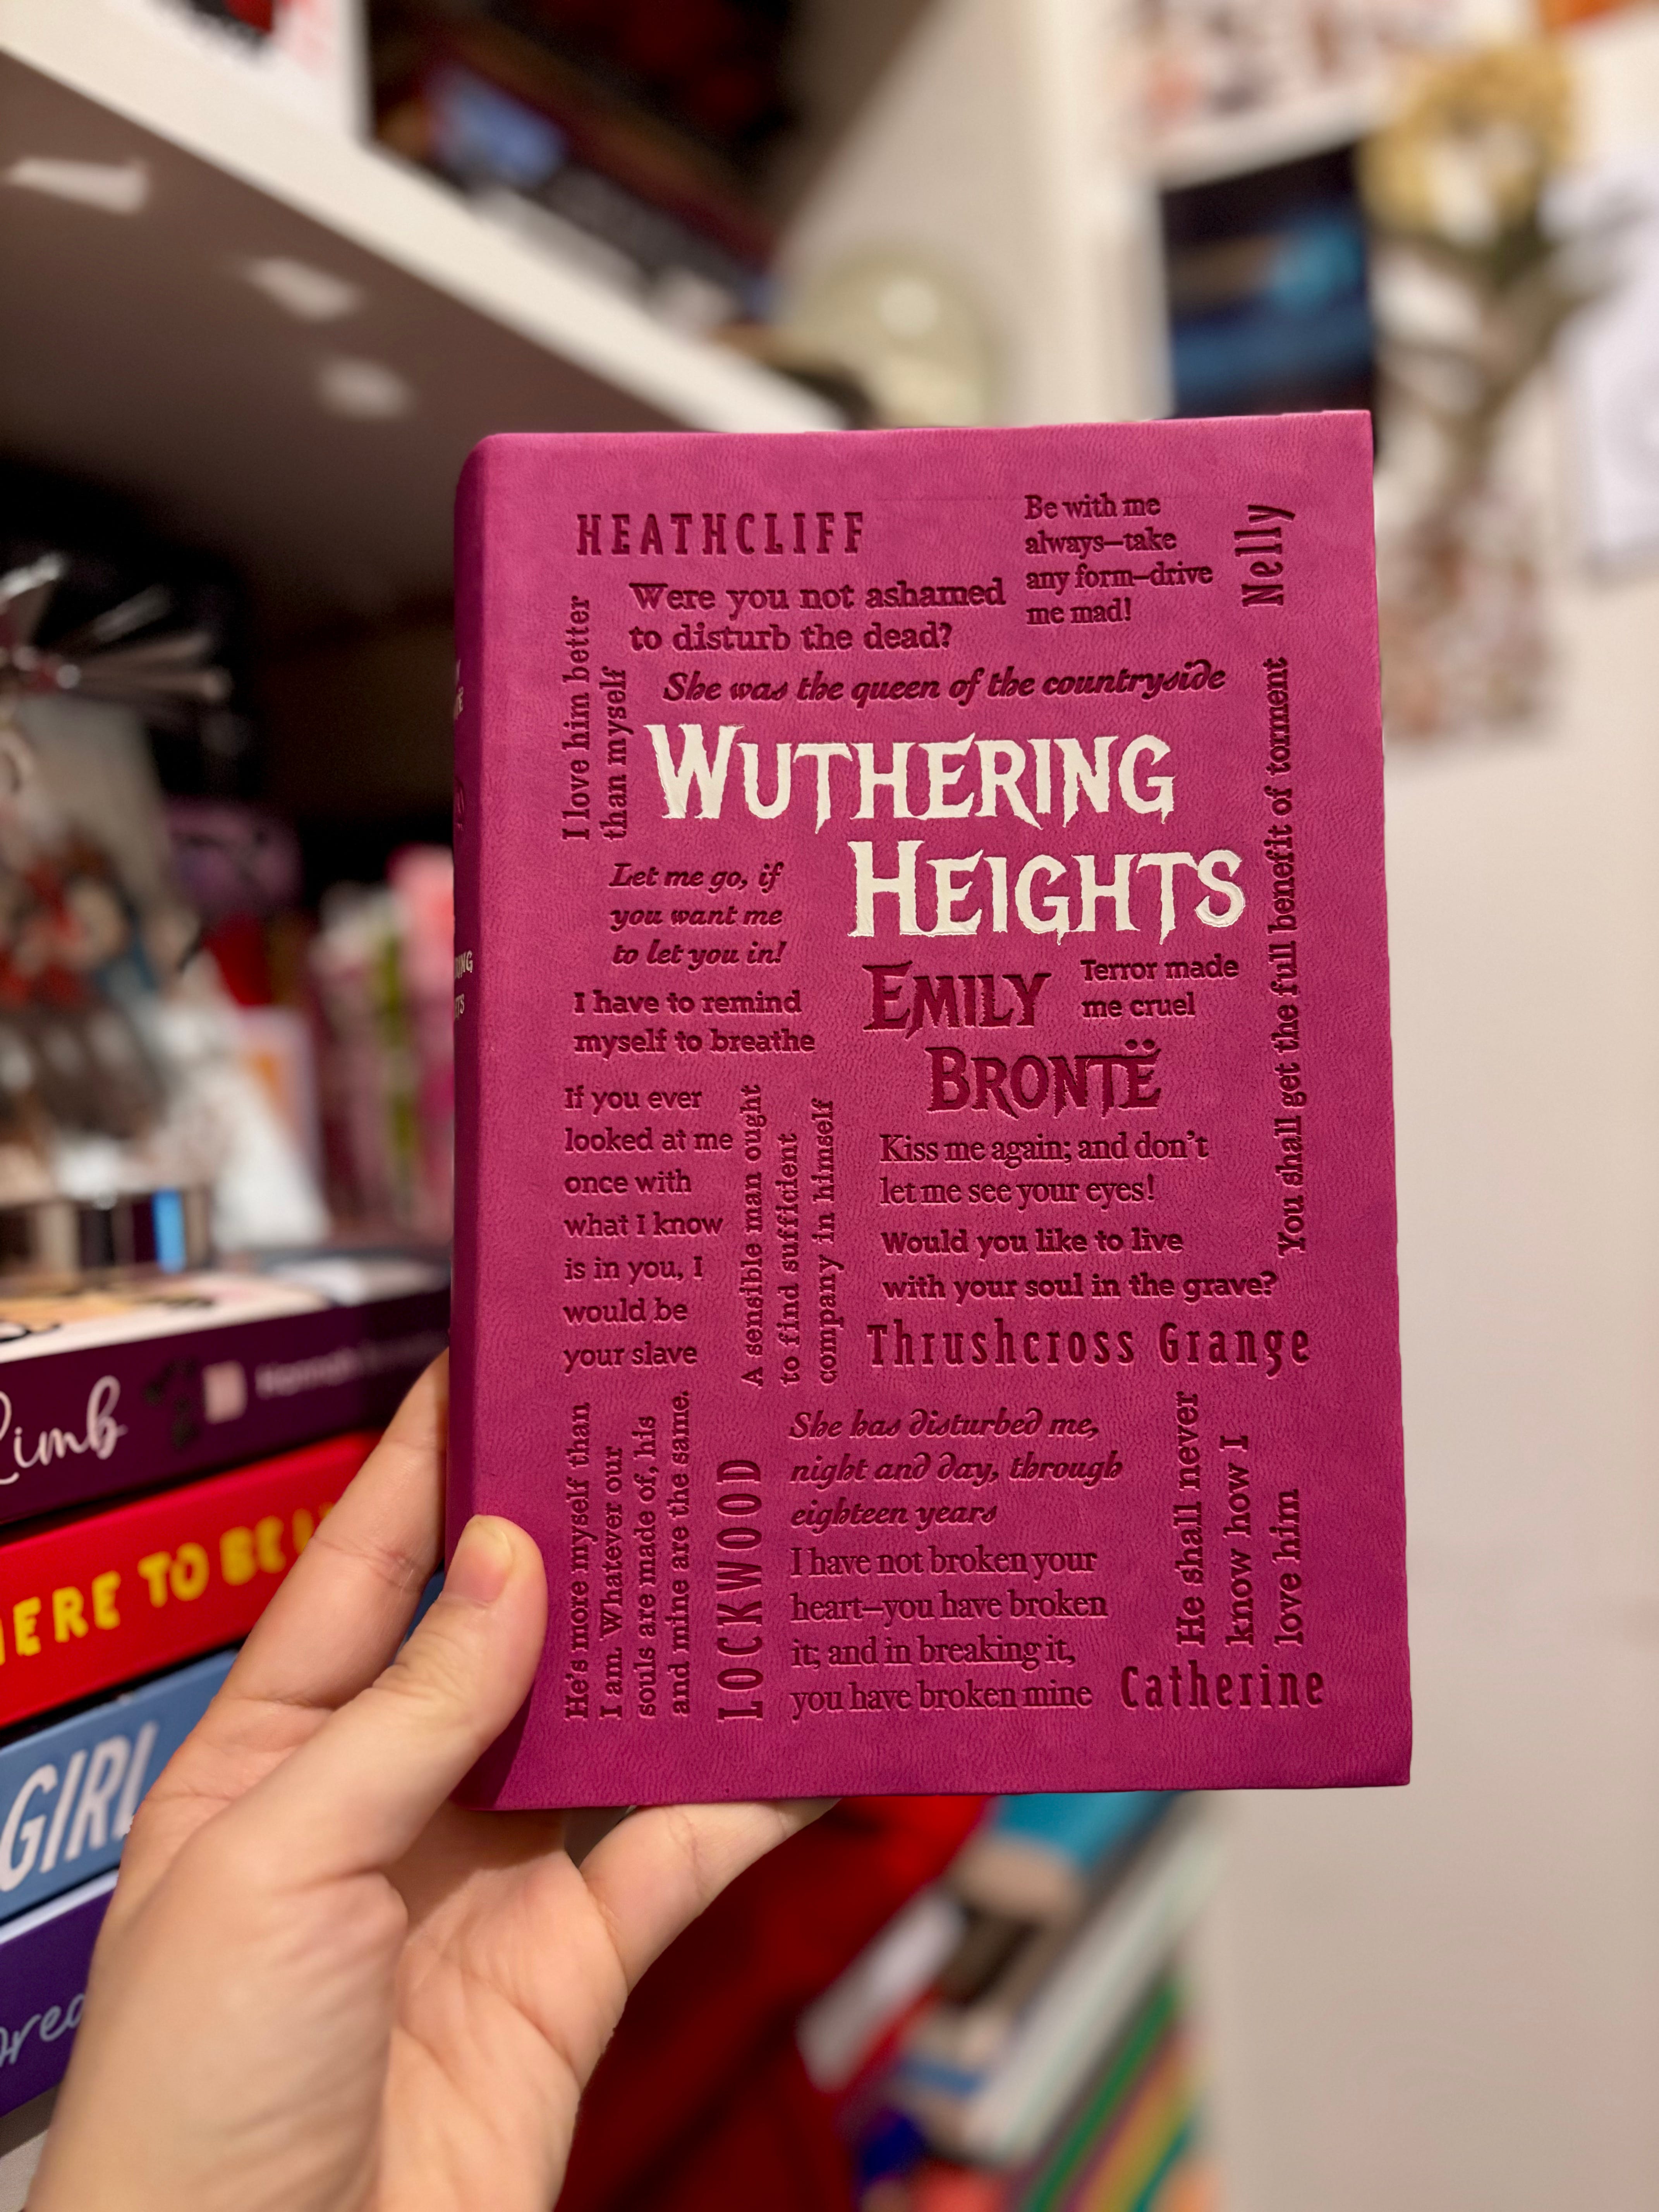 HEATHCLIFF
Be with me
always—take
any form—drive
me mad!
Nelly
Were you not ashamed
to disturb the dead?
I love him better
than myself
She was the queen of the countryside
WUTHERING
HEIGHTS
You shall get the full benefit of torment
Let me go, if
you want me
to let you in!
EMILY
BRONTË
Terror made
me cruel
I have to remind
myself to breathe
If you ever
looked at me
once with
what I know
is in you, I
would be
your slave
A sensible man ought
to find sufficient
company in himself
Kiss me again; and don't
let me see your eyes!
Would you like to live
with your soul in the grave?
Thrushcross Grange
He's more myself than
I am. Whatever our
souls are made of, his
and mine are the same.
LOCKWOOD
She has disturbed me,
night and day, through
eighteen years
I have not broken your
heart—you have broken
it; and in breaking it,
you have broken mine
He shall never
know how I
love him
Catherine
Limb
Hannah
HERE TO BE
GIRL